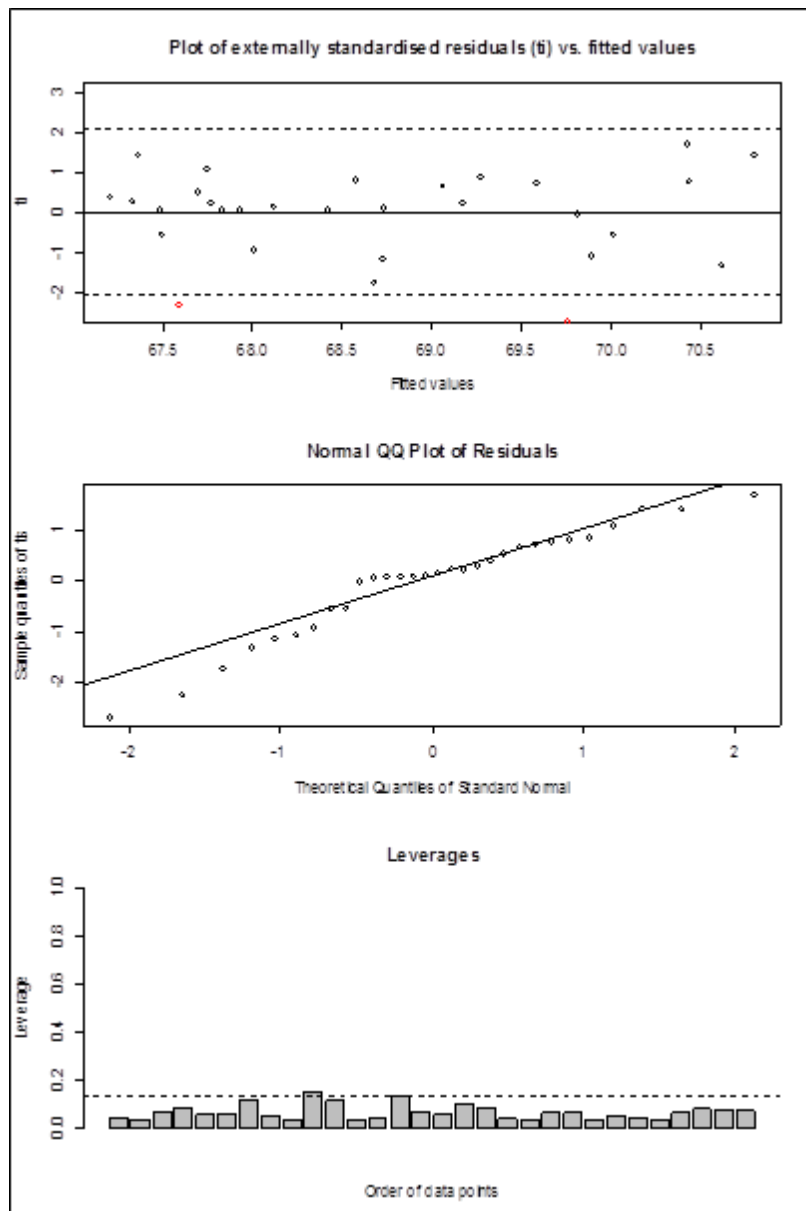 Plot of externally standardised residuals (ti) vs. fitted values
3
2
1
0
-1
-2
ti
67.5 68.0 68.5 69.0 69.5 70.0 70.5
Fitted values
Normal QQ Plot of Residuals
1
0
-1
-2
Sample quantiles of tis
-2 -1 0 1 2
Theoretical Quantiles of Standard Normal
Leverages
1.0
0.8
0.6
0.4
0.2
0.0
Leverage
Order of data points